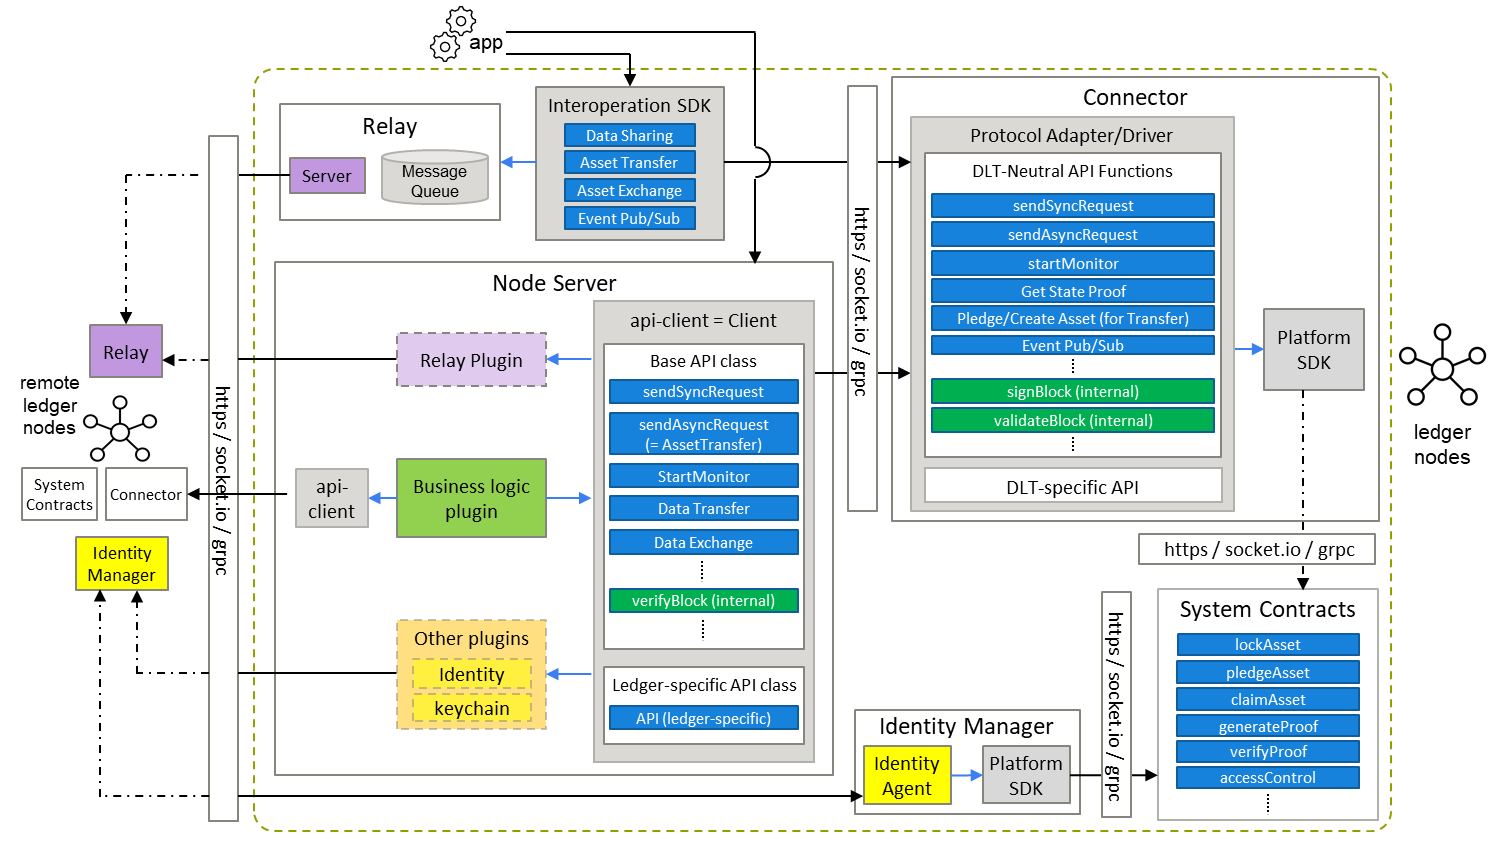 app
Interoperation SDK
Data Sharing
Asset Transfer
Asset Exchange
Event Pub/Sub
Relay
Server
Message
Queue
https / socket.io / grpc
Connector
Protocol Adapter/Driver
DLT-Neutral API Functions
sendSyncRequest
sendAsyncRequest
startMonitor
Get State Proof
Pledge/Create Asset (for Transfer)
Event Pub/Sub
signBlock (internal)
validateBlock (internal)
DLT-specific API
Platform
SDK
ledger
nodes
Node Server
api-client = Client
Base API class
sendSyncRequest
sendAsyncRequest
(= AssetTransfer)
StartMonitor
Data Transfer
Data Exchange
verifyBlock (internal)
Ledger-specific API class
API (ledger-specific)
Relay Plugin
Business logic
plugin
api-
client
Other plugins
Identity
keychain
https / socket.io / grpc
Relay
remote
ledger
nodes
System
Contracts
Connector
Identity
Manager
https / socket.io / grpc
System Contracts
lockAsset
pledgeAsset
claimAsset
generateProof
verifyProof
accessControl
https / socket.io / grpc
Identity Manager
Identity
Agent
Platform
SDK